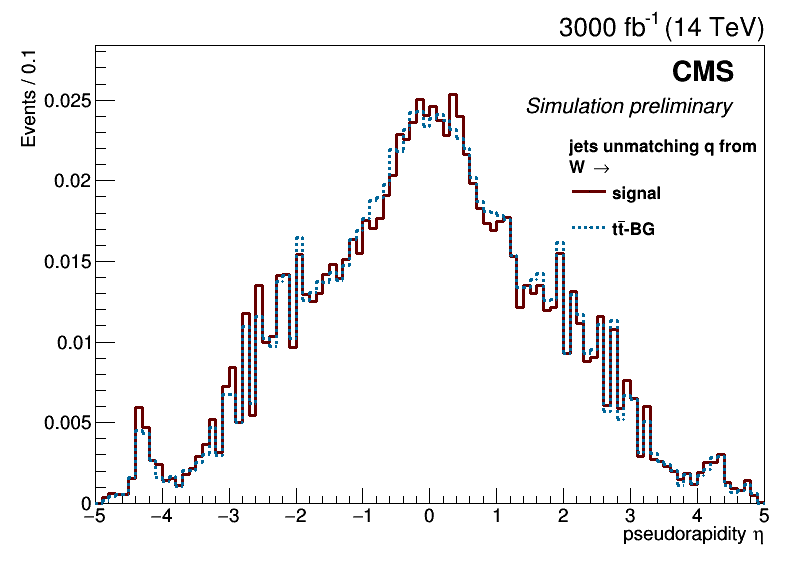 3000 fb⁻¹ (14 TeV)
Events / 0.1
CMS
Simulation preliminary
jets unmatching q from
W →
signal
tt̄-BG
0.025
0.02
0.015
0.01
0.005
0
−5 −4 −3 −2 −1 0 1 2 3 4 5
pseudorapidity η